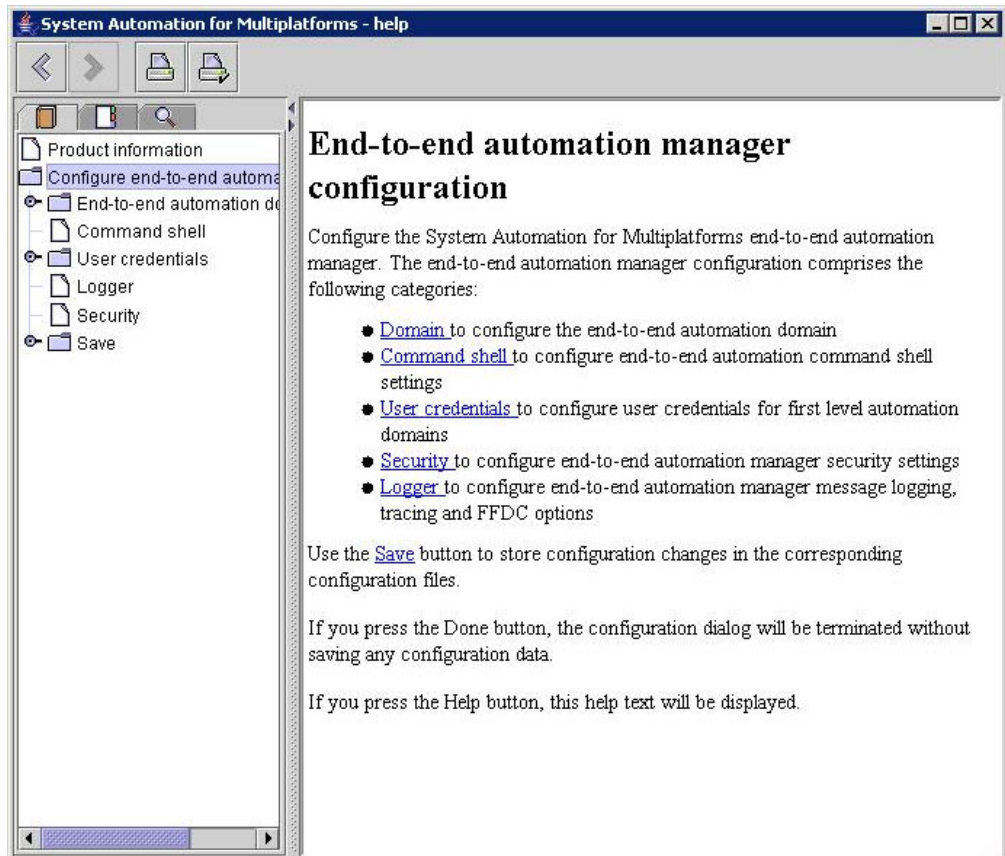 System Automation for Multiplatforms - help
Product information
Configure end-to-end automa
End-to-end automation do
Command shell
User credentials
Logger
Security
Save
End-to-end automation manager
configuration
Configure the System Automation for Multiplatforms end-to-end automation
manager. The end-to-end automation manager configuration comprises the
following categories:
Domain to configure the end-to-end automation domain
Command shell to configure end-to-end automation command shell
settings
User credentials to configure user credentials for first level automation
domains
Security to configure end-to-end automation manager security settings
Logger to configure end-to-end automation manager message logging,
tracing and FFDC options
Use the Save button to store configuration changes in the corresponding
configuration files.
If you press the Done button, the configuration dialog will be terminated without
saving any configuration data.
If you press the Help button, this help text will be displayed.